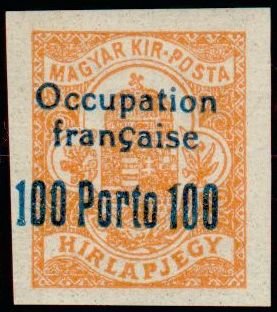 MAGYAR KIR·POSTA
Occupation
française
100 Porto 100
HIRLAPJEGY